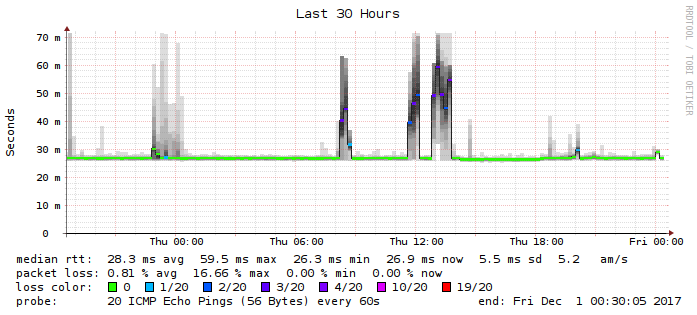 Last 30 Hours
RRDTOOL / TOBI OETIKER
Seconds
70 m
60 m
50 m
40 m
30 m
20 m
10 m
0
Thu 00:00 Thu 06:00 Thu 12:00 Thu 18:00 Fri 00:00
median rtt: 28.3 ms avg 59.5 ms max 26.3 ms min 26.9 ms now 5.5 ms sd 5.2 am/s
packet loss: 0.81 % avg 16.66 % max 0.00 % min 0.00 % now
loss color: 0 1/20 2/20 3/20 4/20 10/20 19/20
probe: 20 ICMP Echo Pings (56 Bytes) every 60s end: Fri Dec 1 00:30:05 2017